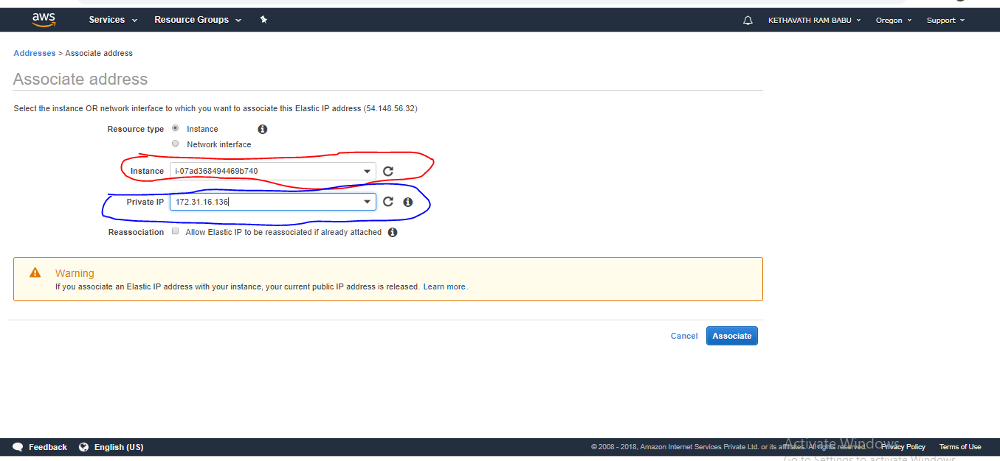 aws Services Resource Groups KETHAVATH RAM BABU Oregon Support
Addresses > Associate address
Associate address
Select the instance OR network interface to which you want to associate this Elastic IP address (54.148.56.32)
Resource type Instance
Network interface
Instance i-07ad368494469b740
Private IP 172.31.16.136
Reassociation Allow Elastic IP to be reassociated if already attached
Warning
If you associate an Elastic IP address with your instance, your current public IP address is released. Learn more.
Cancel Associate
Feedback English (US) © 2008 - 2018, Amazon Internet Services Private Ltd. or its affiliates. All rights reserved. Privacy Policy Terms of Use
Activate Windows
Go to Settings to activate Windows.